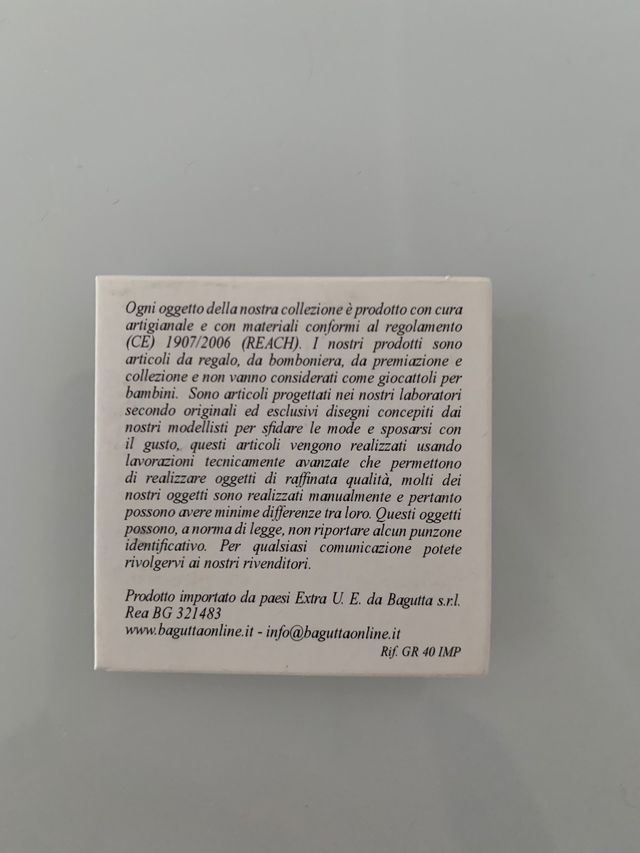 Ogni oggetto della nostra collezione è prodotto con cura
artigianale e con materiali conformi al regolamento
(CE) 1907/2006 (REACH). I nostri prodotti sono
articoli da regalo, da bomboniera, da premiazione e
collezione e non vanno considerati come giocattoli per
bambini. Sono articoli progettati nei nostri laboratori
secondo originali ed esclusivi disegni concepiti dai
nostri modellisti per sfidare le mode e sposarsi con
il gusto, questi articoli vengono realizzati usando
lavorazioni tecnicamente avanzate che permettono
di realizzare oggetti di raffinata qualità, molti dei
nostri oggetti sono realizzati manualmente e pertanto
possono avere minime differenze tra loro. Questi oggetti
possono, a norma di legge, non riportare alcun punzone
identificativo. Per qualsiasi comunicazione potete
rivolgervi ai nostri rivenditori.
Prodotto importato da paesi Extra U. E. da Bagutta s.r.l.
Rea BG 321483
www.baguttaonline.it - info@baguttaonline.it
Rif. GR 40 IMP